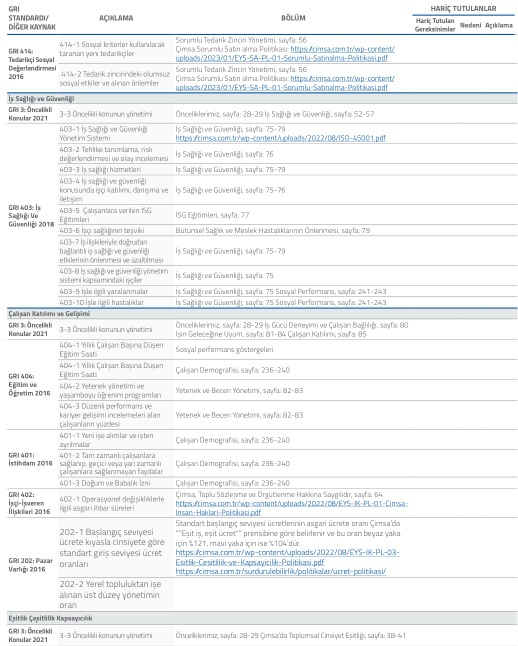 GRI
STANDARD/
DİĞER KAYNAK
AÇIKLAMA
BÖLÜM
HARİÇ TUTULANLAR
Hariç Tutulan
Gereksinimler
Nedeni
Açıklama
GRI 414:
Tedarikçi Sosyal
Değerlendirmesi
2016
414-1 Sosyal kriterler kullanılarak
taranan yeni tedarikçiler
Sorumlu Tedarik Zinciri Yönetimi, sayfa: 56
Çimsa Sorumlu Satın alma Politikası: https://cimsa.com.tr/wp-content/
uploads/2023/01/EYS-SA-PL-01-Sorumlu-Satinalma-Politikasi.pdf
414-2 Tedarik zincirindeki olumsuz
sosyal etkiler ve alınan önlemler
Sorumlu Tedarik Zinciri Yönetimi, sayfa: 56
Çimsa Sorumlu Satın alma Politikası: https://cimsa.com.tr/wp-content/
uploads/2023/01/EYS-SA-PL-01-Sorumlu-Satinalma-Politikasi.pdf
İş Sağlığı ve Güvenliği
GRI 3: Öncelikli
Konular 2021
3-3 Öncelikli konunun yönetimi
Önceliklerimiz, sayfa: 28-29 İş Sağlığı ve Güvenliği, sayfa: 52-57
GRI 403: İş
Sağlığı Ve
Güvenliği 2018
403-1 İş Sağlığı ve Güvenliği
Yönetim Sistemi
İş Sağlığı ve Güvenliği, sayfa: 75-79
https://cimsa.com.tr/wp-content/uploads/2022/08/ISO-45001.pdf
403-2 Tehlike tanımlama, risk
değerlendirmesi ve olay incelemesi
İş Sağlığı ve Güvenliği, sayfa: 76
403-3 İş sağlığı hizmetleri
İş Sağlığı ve Güvenliği, sayfa: 75-79
403-4 İş sağlığı ve güvenliği
konusunda işçi katılımı, danışma ve
iletişim
İş Sağlığı ve Güvenliği, sayfa: 75-76
403-5 Çalışanlara verilen İSG
Eğitimleri
İSG Eğitimleri, sayfa: 77
403-6 İşçi sağlığının teşviki
Bütünsel Sağlık ve Meslek Hastalıklarının Önlenmesi, sayfa: 79
403-7 İş ilişkileriyle doğrudan
bağlantılı iş sağlığı ve güvenliği
etkilerinin önlenmesi ve azaltılması
İş Sağlığı ve Güvenliği, sayfa: 75-79
403-8 İş sağlığı ve güvenliği yönetim
sistemi kapsamındaki işçiler
İş Sağlığı ve Güvenliği, sayfa: 75
403-9 İşle ilgili yaralanmalar
İş Sağlığı ve Güvenliği, sayfa: 75 Sosyal Performans, sayfa: 241-243
403-10 İşle ilgili hastalıklar
İş Sağlığı ve Güvenliği, sayfa: 75 Sosyal Performans, sayfa: 241-243
Çalışan Katılımı ve Gelişimi
GRI 3: Öncelikli
Konular 2021
3-3 Öncelikli konunun yönetimi
Önceliklerimiz, sayfa: 28-29 İş Gücü Deneyimi ve Çalışan Bağlılığı, sayfa: 80
İşin Geleceğine Uyum, sayfa: 81-84 Çalışan Katılımı, sayfa: 85
GRI 404:
Eğitim ve
Öğretim 2016
404-1 Yıllık Çalışan Başına Düşen
Eğitim Saati
Sosyal performans göstergeleri
404-1 Yıllık Çalışan Başına Düşen
Eğitim Saati
Çalışan Demografisi, sayfa: 236-240
404-2 Yetenek yönetimi ve
yaşamboyu öğrenim programları
Yetenek ve Beceri Yönetimi, sayfa: 82-83
404-3 Düzenli performans ve
kariyer gelişimi incelemeleri alan
çalışanların yüzdesi
Yetenek ve Beceri Yönetimi, sayfa: 82-83
GRI 401:
İstihdam 2016
401-1 Yeni işe alımlar ve işten
ayrılmalar
Çalışan Demografisi, sayfa: 236-240
401-2 Tam zamanlı çalışanlara
sağlanıp, geçici veya yarı zamanlı
çalışanlara sağlanmayan faydalar
Çalışan Demografisi, sayfa: 236-240
401-3 Doğum ve Babalık İzni
Çalışan Demografisi, sayfa: 236-240
GRI 402:
İşçi-İşveren
İlişkileri 2016
402-1 Operasyonel değişikliklerle
ilgili asgari ihbar süreleri
Çimsa, Toplu Sözleşme ve Örgütlenme Hakkına Saygılıdır, sayfa: 64
https://cimsa.com.tr/wp-content/uploads/2022/08/EYS-IK-PL-01-Cimsa-
Insan-Haklari-Politikasi.pdf
GRI 202: Pazar
Varlığı 2016
202-1 Başlangıç seviyesi
ücrete kıyasla cinsiyete göre
standart giriş seviyesi ücret
oranları
Standart başlangıç seviyesi ücretlerinin asgari ücrete oranı Çimsa'da
""Eşit iş, eşit ücret"" prensibine göre belirlenir ve bu oran beyaz yaka
için %121, mavi yaka için ise %104'dür.
https://cimsa.com.tr/wp-content/uploads/2022/08/EYS-IK-PL-03-
Esitlik-Cesitlilik-ve-Kapsayicilik-Politikasi.pdf
https://cimsa.com.tr/surdurulebilirlik/politikalar/ucret-politikasi/
202-2 Yerel topluluktan işe
alınan üst düzey yönetimin
oranı
Eşitlik Çeşitlilik Kapsayıcılık
GRI 3: Öncelikli
Konular 2021
3-3 Öncelikli konunun yönetimi
Önceliklerimiz, sayfa: 28-29 Çimsa'da Toplumsal Cinsiyet Eşitliği, sayfa: 38-41